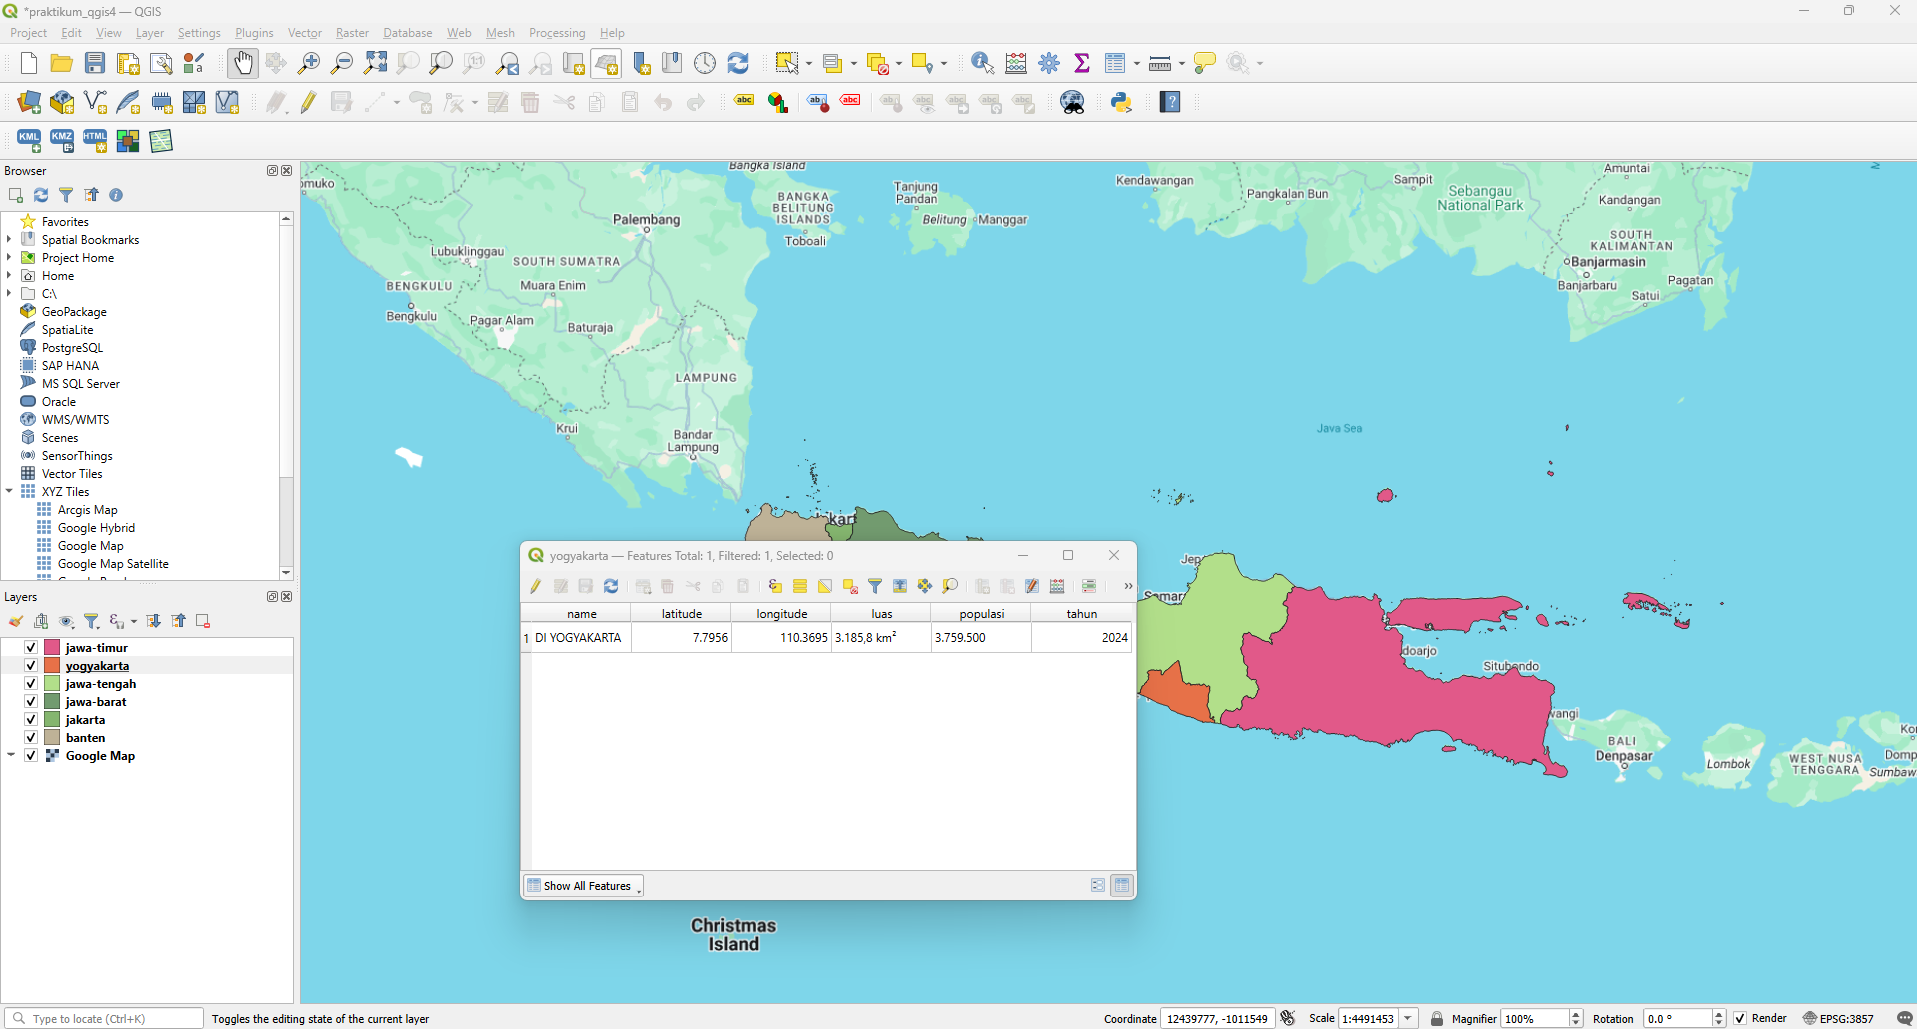 *praktikum_qgis4 — QGIS
Project Edit View Layer Settings Plugins Vector Raster Database Web Mesh Processing Help
KML KMZ HTML
Browser
Favorites
Spatial Bookmarks
Project Home
Home
C:\
GeoPackage
SpatiaLite
PostgreSQL
SAP HANA
MS SQL Server
Oracle
WMS/WMTS
Scenes
SensorThings
Vector Tiles
XYZ Tiles
Arcgis Map
Google Hybrid
Google Map
Google Map Satellite
Layers
jawa-timur
yogyakarta
jawa-tengah
jawa-barat
jakarta
banten
Google Map
Bangka Island
omuko
Palembang
BANGKA
BELITUNG
ISLANDS
Toboali
Tanjung
Pandan
Belitung
Manggar
Lubuklinggau
SOUTH SUMATRA
BENGKULU
Muara Enim
Bengkulu
Pagar Alam
Baturaja
LAMPUNG
Krui
Bandar
Lampung
Kendawangan
Pangkalan Bun
Sampit
Sebangau
National Park
Amuntai
Kandangan
SOUTH
KALIMANTAN
Banjarmasin
Banjarbaru
Pagatan
Satui
Java Sea
kart
Jep
Semar
doarjo
Situbondo
wangi
BALI
Denpasar
Lombok
WEST NUSA
TENGGARA
Ko
Domp
Sumbaw
Christmas
Island
yogyakarta — Features Total: 1, Filtered: 1, Selected: 0
name latitude longitude luas populasi tahun
1 DI YOGYAKARTA 7.7956 110.3695 3.185,8 km² 3.759.500 2024
Show All Features
Type to locate (Ctrl+K) Toggles the editing state of the current layer Coordinate 12439777, -1011549 Scale 1:4491453 Magnifier 100% Rotation 0.0 ° Render EPSG:3857